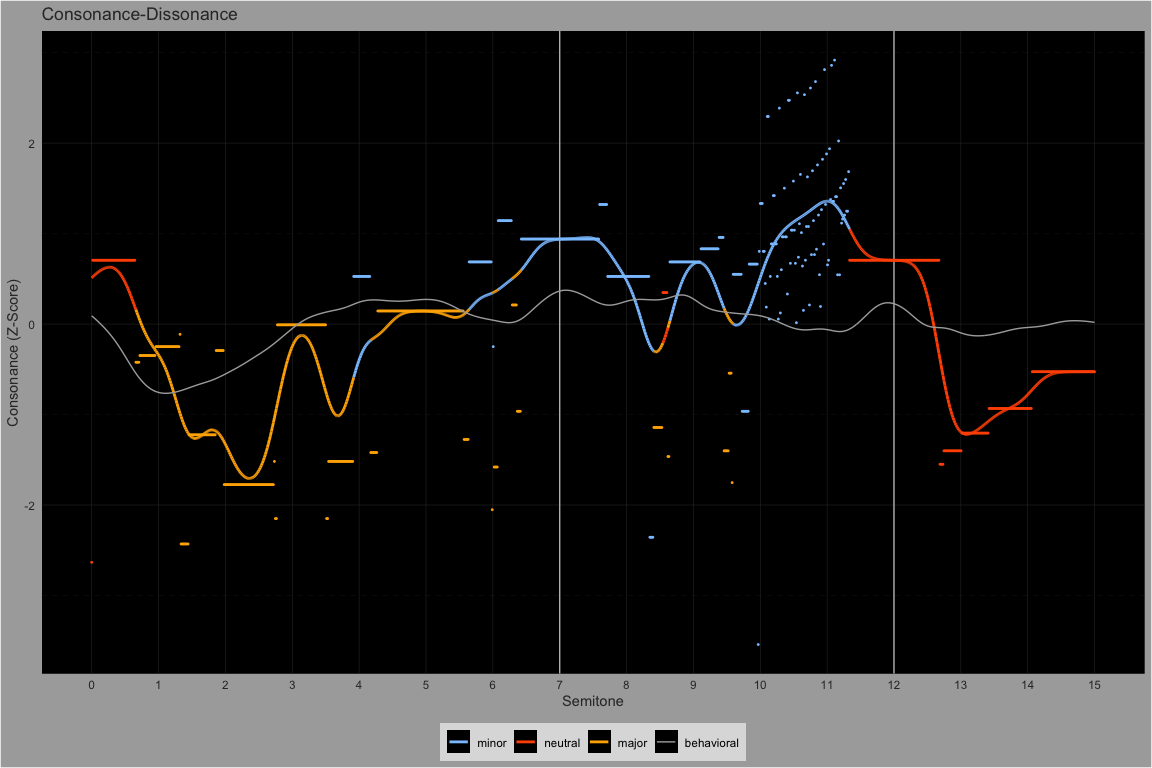 Consonance-Dissonance
Consonance (Z-Score)
2
0
-2
0 1 2 3 4 5 6 7 8 9 10 11 12 13 14 15
Semitone
minor neutral major behavioral